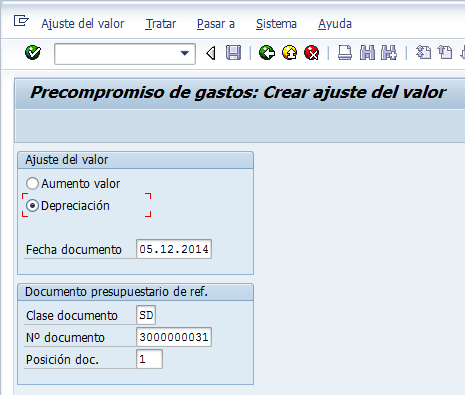 Ajuste del valor Tratar Pasar a Sistema Ayuda
Precompromiso de gastos: Crear ajuste del valor
Ajuste del valor
Aumento valor
Depreciación
Fecha documento 05.12.2014
Documento presupuestario de ref.
Clase documento SD
Nº documento 3000000031
Posición doc. 1